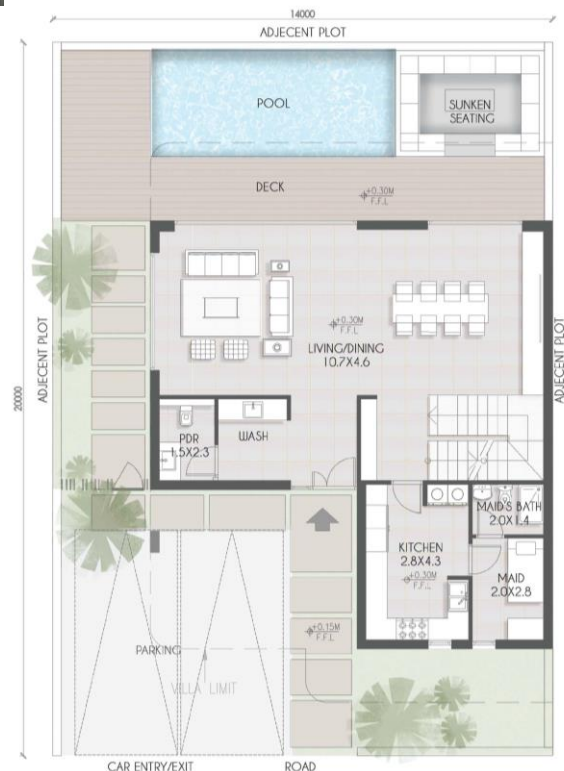 14000
ADJECENT PLOT
POOL
SUNKEN
SEATING
DECK
+0.30M
F.F.L
+0.30M
F.F.L
LIVING/DINING
10.7X4.6
ADJECENT PLOT
ADJECENT PLOT
20000
PDR
1.5X2.3
WASH
MAID'S BATH
2.0X1.4
KITCHEN
2.8X4.3
+0.30M
F.F...
MAID
2.0X2.8
+0.15M
F.F.L
PARKING
VILLA LIMIT
CAR ENTRY/EXIT
ROAD